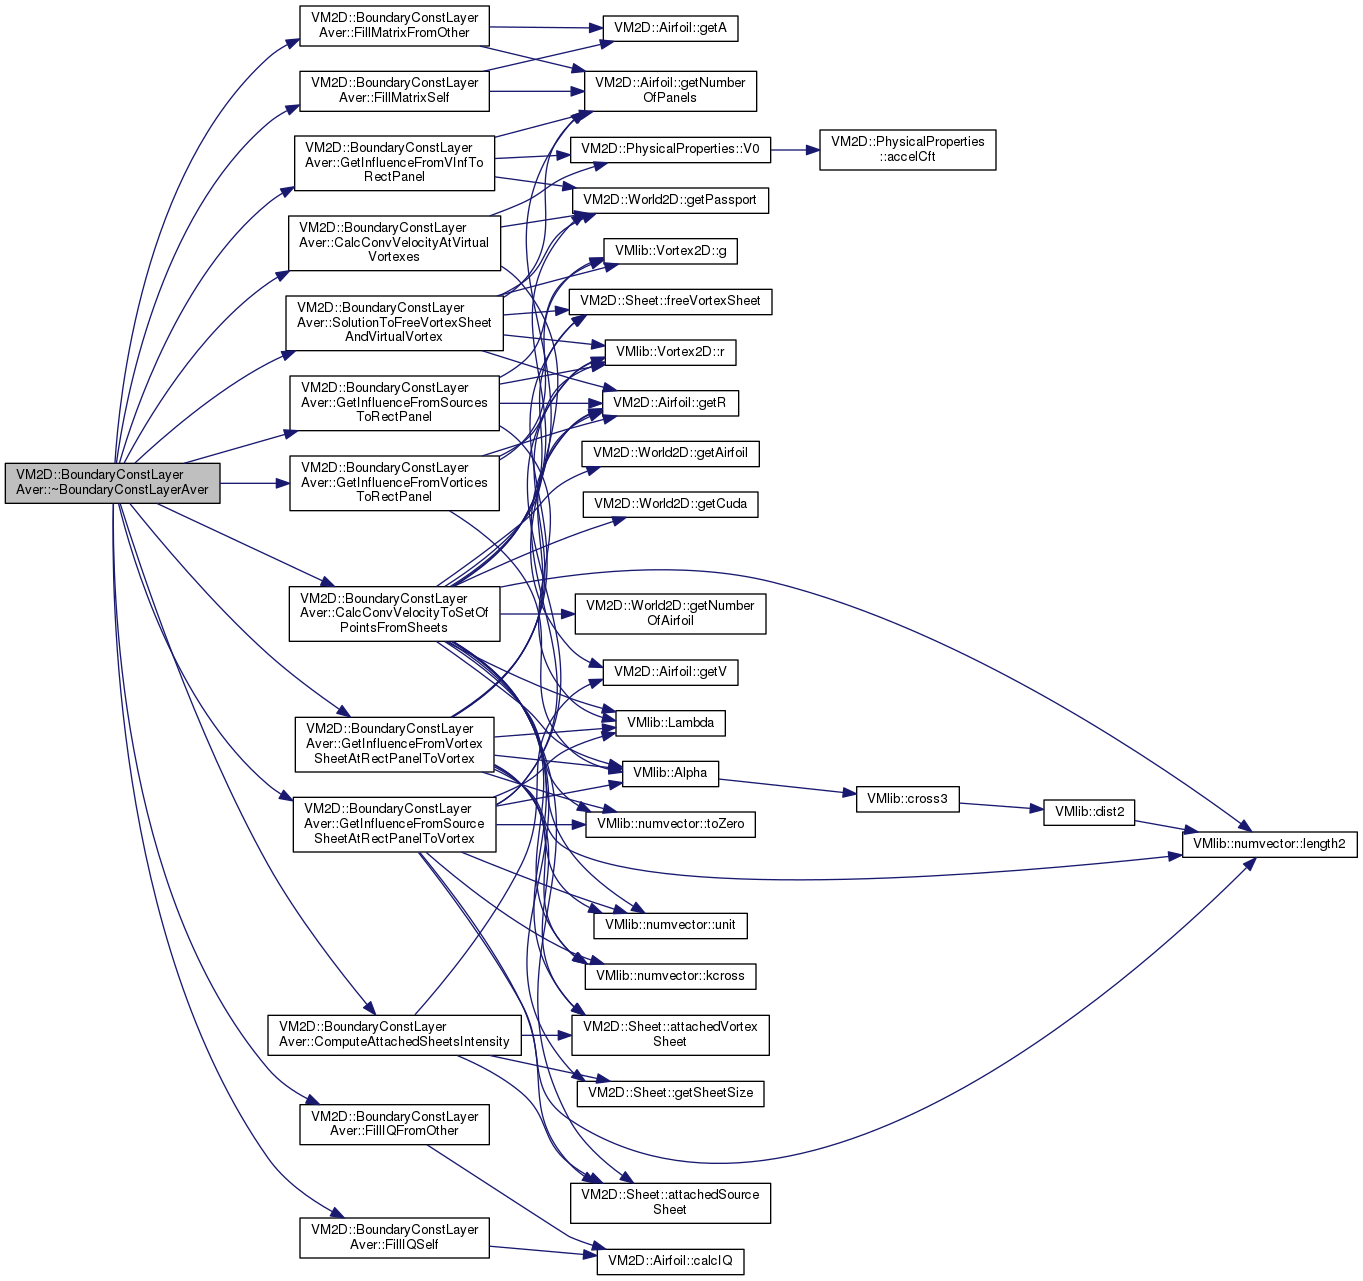 VM2D::BoundaryConstLayer
Aver::~BoundaryConstLayerAver
VM2D::BoundaryConstLayer
Aver::FillMatrixFromOther
VM2D::BoundaryConstLayer
Aver::FillMatrixSelf
VM2D::BoundaryConstLayer
Aver::GetInfluenceFromVInfTo
RectPanel
VM2D::BoundaryConstLayer
Aver::CalcConvVelocityAtVirtual
Vortexes
VM2D::BoundaryConstLayer
Aver::SolutionToFreeVortexSheet
AndVirtualVortex
VM2D::BoundaryConstLayer
Aver::GetInfluenceFromSources
ToRectPanel
VM2D::BoundaryConstLayer
Aver::GetInfluenceFromVortices
ToRectPanel
VM2D::BoundaryConstLayer
Aver::CalcConvVelocityToSetOf
PointsFromSheets
VM2D::BoundaryConstLayer
Aver::GetInfluenceFromVortex
SheetAtRectPanelToVortex
VM2D::BoundaryConstLayer
Aver::GetInfluenceFromSource
SheetAtRectPanelToVortex
VM2D::BoundaryConstLayer
Aver::ComputeAttachedSheetsIntensity
VM2D::BoundaryConstLayer
Aver::FillIQFromOther
VM2D::BoundaryConstLayer
Aver::FillIQSelf
VM2D::Airfoil::getA
VM2D::Airfoil::getNumber
OfPanels
VM2D::PhysicalProperties::V0
VM2D::World2D::getPassport
VMlib::Vortex2D::g
VM2D::Sheet::freeVortexSheet
VMlib::Vortex2D::r
VM2D::Airfoil::getR
VM2D::World2D::getAirfoil
VM2D::World2D::getCuda
VM2D::World2D::getNumber
OfAirfoil
VM2D::Airfoil::getV
VMlib::Lambda
VMlib::Alpha
VMlib::numvector::toZero
VMlib::numvector::unit
VMlib::numvector::kcross
VM2D::Sheet::attachedVortex
Sheet
VM2D::Sheet::getSheetSize
VM2D::Sheet::attachedSource
Sheet
VM2D::Airfoil::calcIQ
VM2D::PhysicalProperties
::accelCft
VMlib::cross3
VMlib::dist2
VMlib::numvector::length2